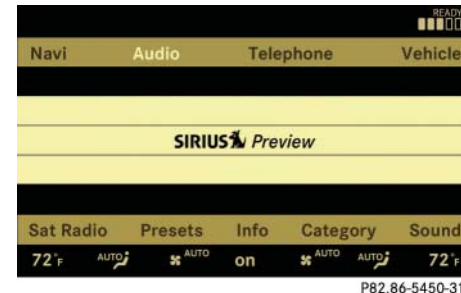 READY
Navi Audio Telephone Vehicle
SIRIUS Preview
Sat Radio Presets Info Category Sound
72°F AUTO AUTO on AUTO AUTO 72°F
P82.86-5450-31